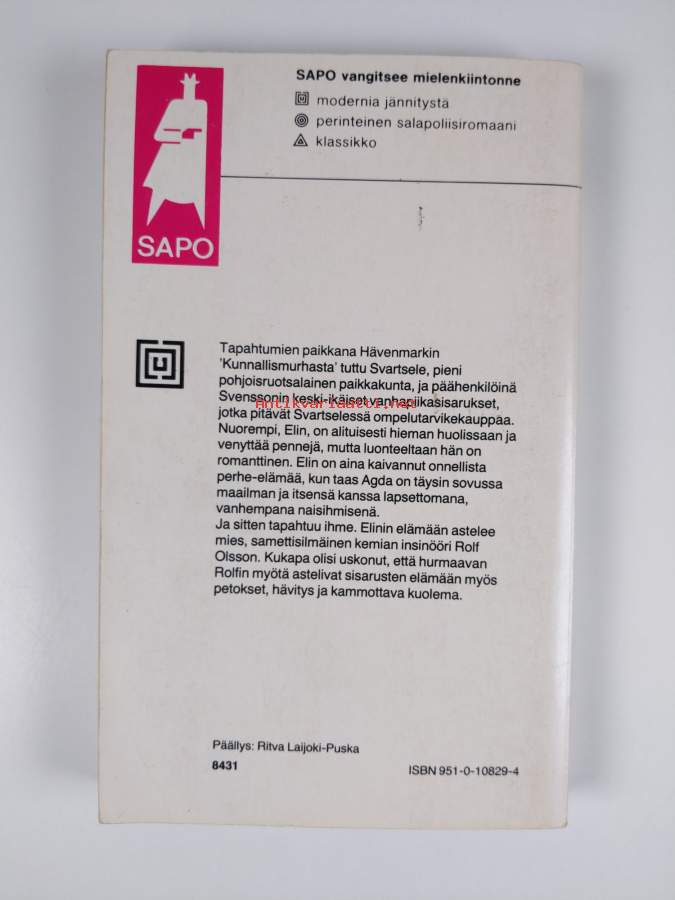 SAPO vangitsee mielenkiintonne
modernia jännitystä
perinteinen salapoliisiromaani
klassikko
SAPO
Tapahtumien paikkana Hävenmarkin
'Kunnallismurhasta' tuttu Svartsele, pieni
pohjoisruotsalainen paikkakunta, ja päähenkilöinä
Svenssonin keski-ikäiset vanhapiikasisarukset,
Antikvariaatti.net
jotka pitävät Svartselessä ompelutarvikekauppaa.
Nuorempi, Elin, on alituisesti hieman huolissaan ja
venyttää pennejä, mutta luonteeltaan hän on
romanttinen. Elin on aina kaivannut onnellista
perhe-elämää, kun taas Agda on täysin sovussa
maailman ja itsensä kanssa lapsettomana,
vanhempana naisihmisenä.
Ja sitten tapahtuu ihme. Elinin elämään astelee
mies, samettisilmäinen kemian insinööri Rolf
Olsson. Kukapa olisi uskonut, että hurmaavan
Rolfin myötä astelivat sisarusten elämään myös
petokset, hävitys ja kammottava kuolema.
Päällys: Ritva Laijoki-Puska
8431
ISBN 951-0-10829-4